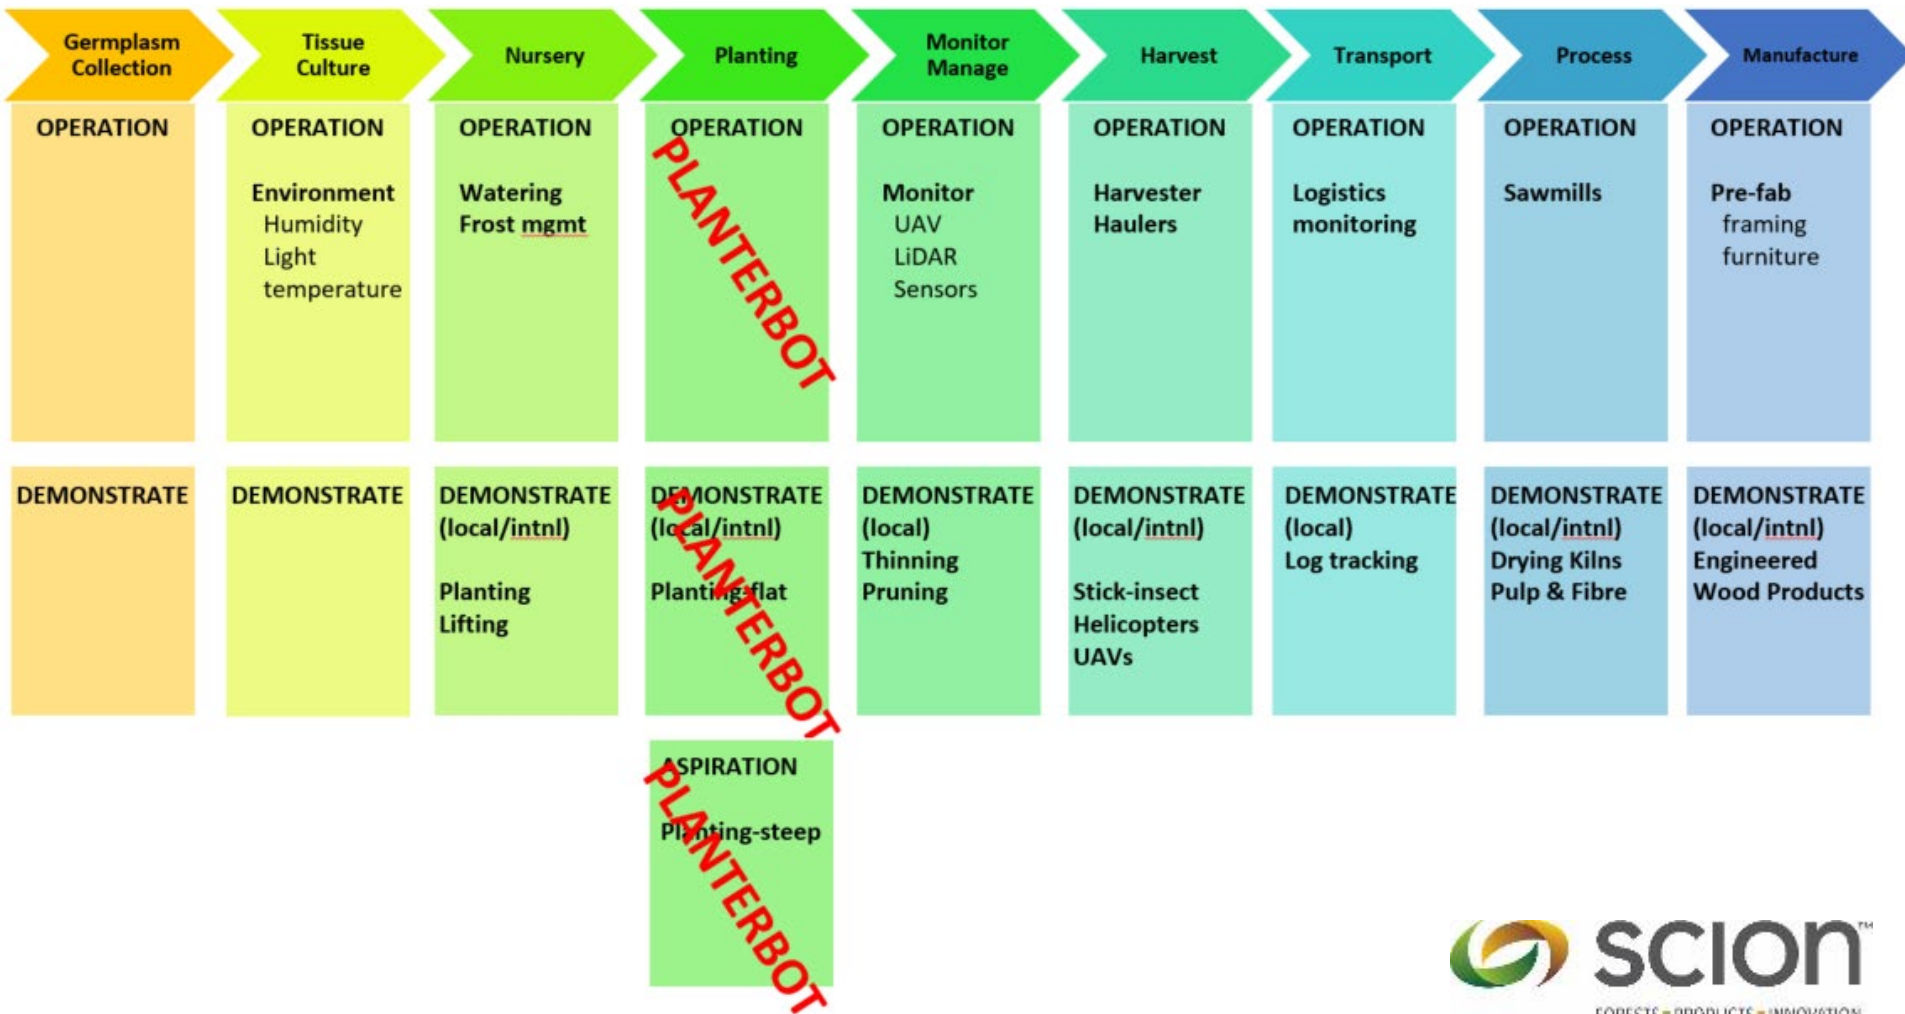 Germplasm
Collection
Tissue
Culture
Nursery
Planting
Monitor
Manage
Harvest
Transport
Process
Manufacture
OPERATION
OPERATION
Environment
Humidity
Light
temperature
OPERATION
Watering
Frost mgmt
OPERATION
PLANTERBOT
OPERATION
Monitor
UAV
LiDAR
Sensors
OPERATION
Harvester
Haulers
OPERATION
Logistics
monitoring
OPERATION
Sawmills
OPERATION
Pre-fab
framing
furniture
DEMONSTRATE
DEMONSTRATE
DEMONSTRATE
(local/intnl)
Planting
Lifting
DEMONSTRATE
(local/intnl)
Planting-flat
PLANTERBOT
DEMONSTRATE
(local)
Thinning
Pruning
DEMONSTRATE
(local/intnl)
Stick-insect
Helicopters
UAVs
DEMONSTRATE
(local)
Log tracking
DEMONSTRATE
(local/intnl)
Drying Kilns
Pulp & Fibre
DEMONSTRATE
(local/intnl)
Engineered
Wood Products
ASPIRATION
Planting-steep
PLANTERBOT
scion™
FORESTS ▪ PRODUCTS ▪ INNOVATION